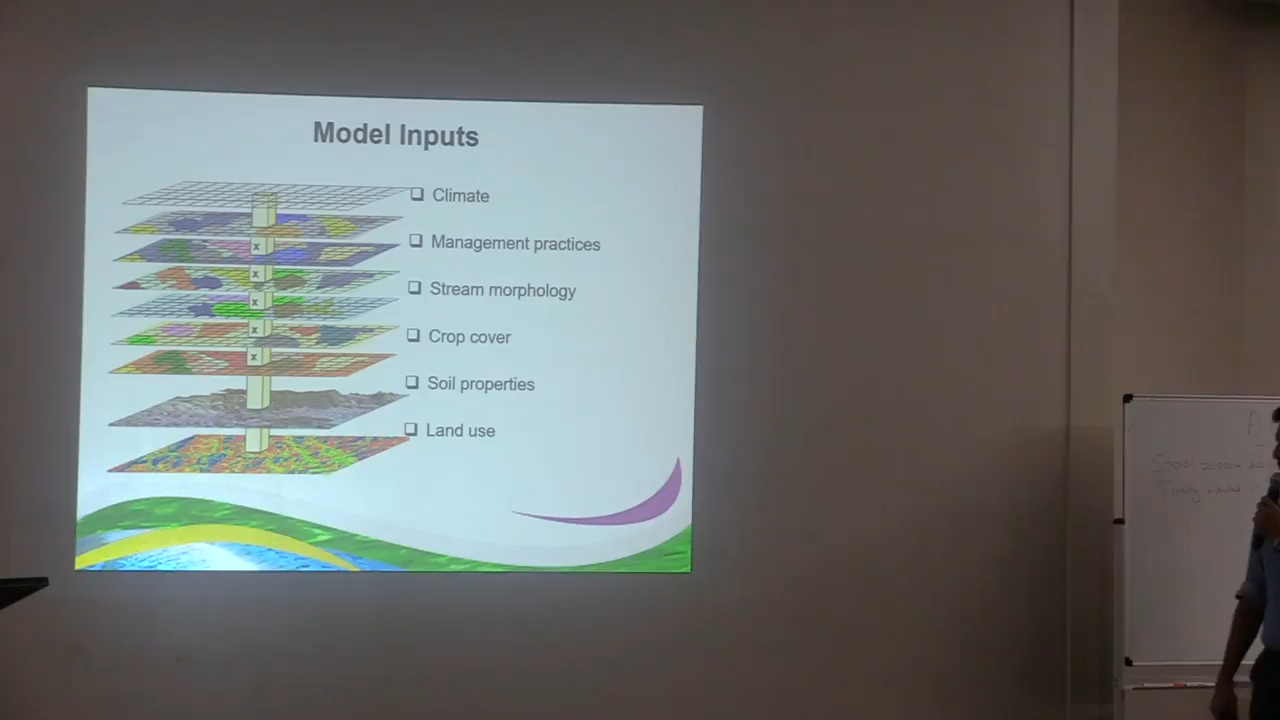 Model Inputs
❑ Climate
❑ Management practices
❑ Stream morphology
❑ Crop cover
❑ Soil properties
❑ Land use
x
x
x
x
x